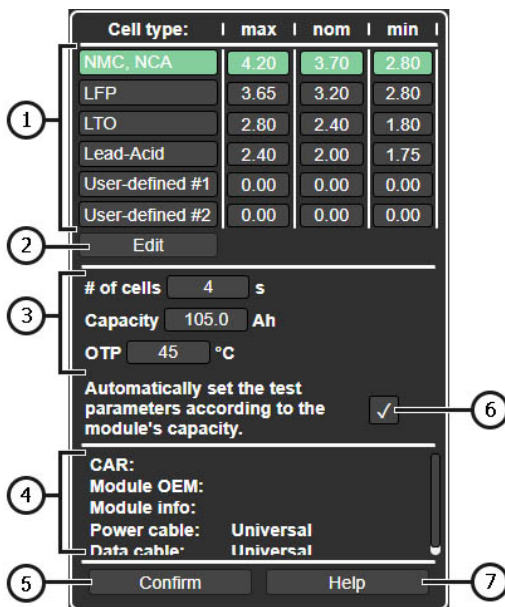 Cell type: | max | nom | min |
NMC, NCA 4.20 3.70 2.80
LFP 3.65 3.20 2.80
1
LTO 2.80 2.40 1.80
Lead-Acid 2.40 2.00 1.75
User-defined #1 0.00 0.00 0.00
User-defined #2 0.00 0.00 0.00
2 Edit
# of cells 4 s
3 Capacity 105.0 Ah
OTP 45 °C
Automatically set the test
parameters according to the ✓ 6
module's capacity.
CAR:
Module OEM:
4 Module info:
Power cable: Universal
Data cable: Universal
5 Confirm Help 7